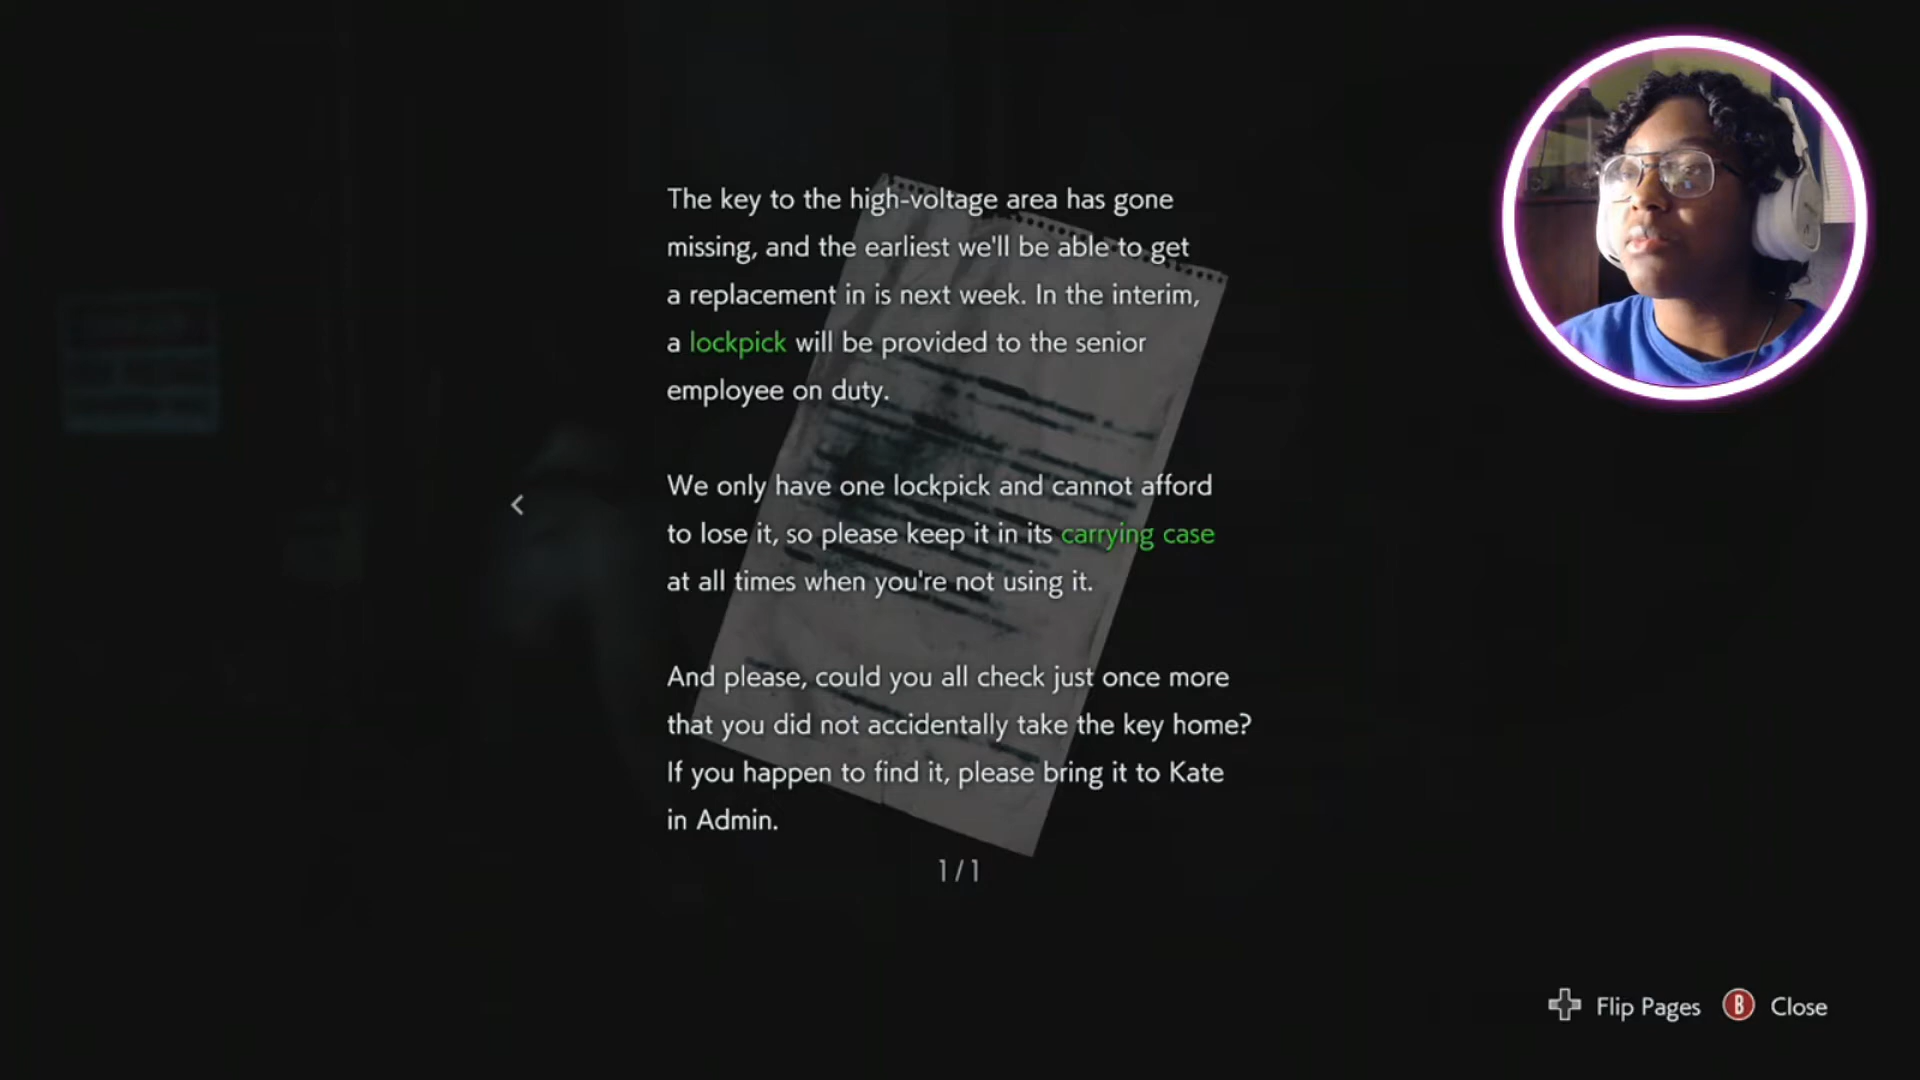 The key to the high-voltage area has gone
missing, and the earliest we'll be able to get
a replacement in is next week. In the interim,
a lockpick will be provided to the senior
employee on duty.
We only have one lockpick and cannot afford
to lose it, so please keep it in its carrying case
at all times when you're not using it.
And please, could you all check just once more
that you did not accidentally take the key home?
If you happen to find it, please bring it to Kate
in Admin.
1/1
Flip Pages B Close